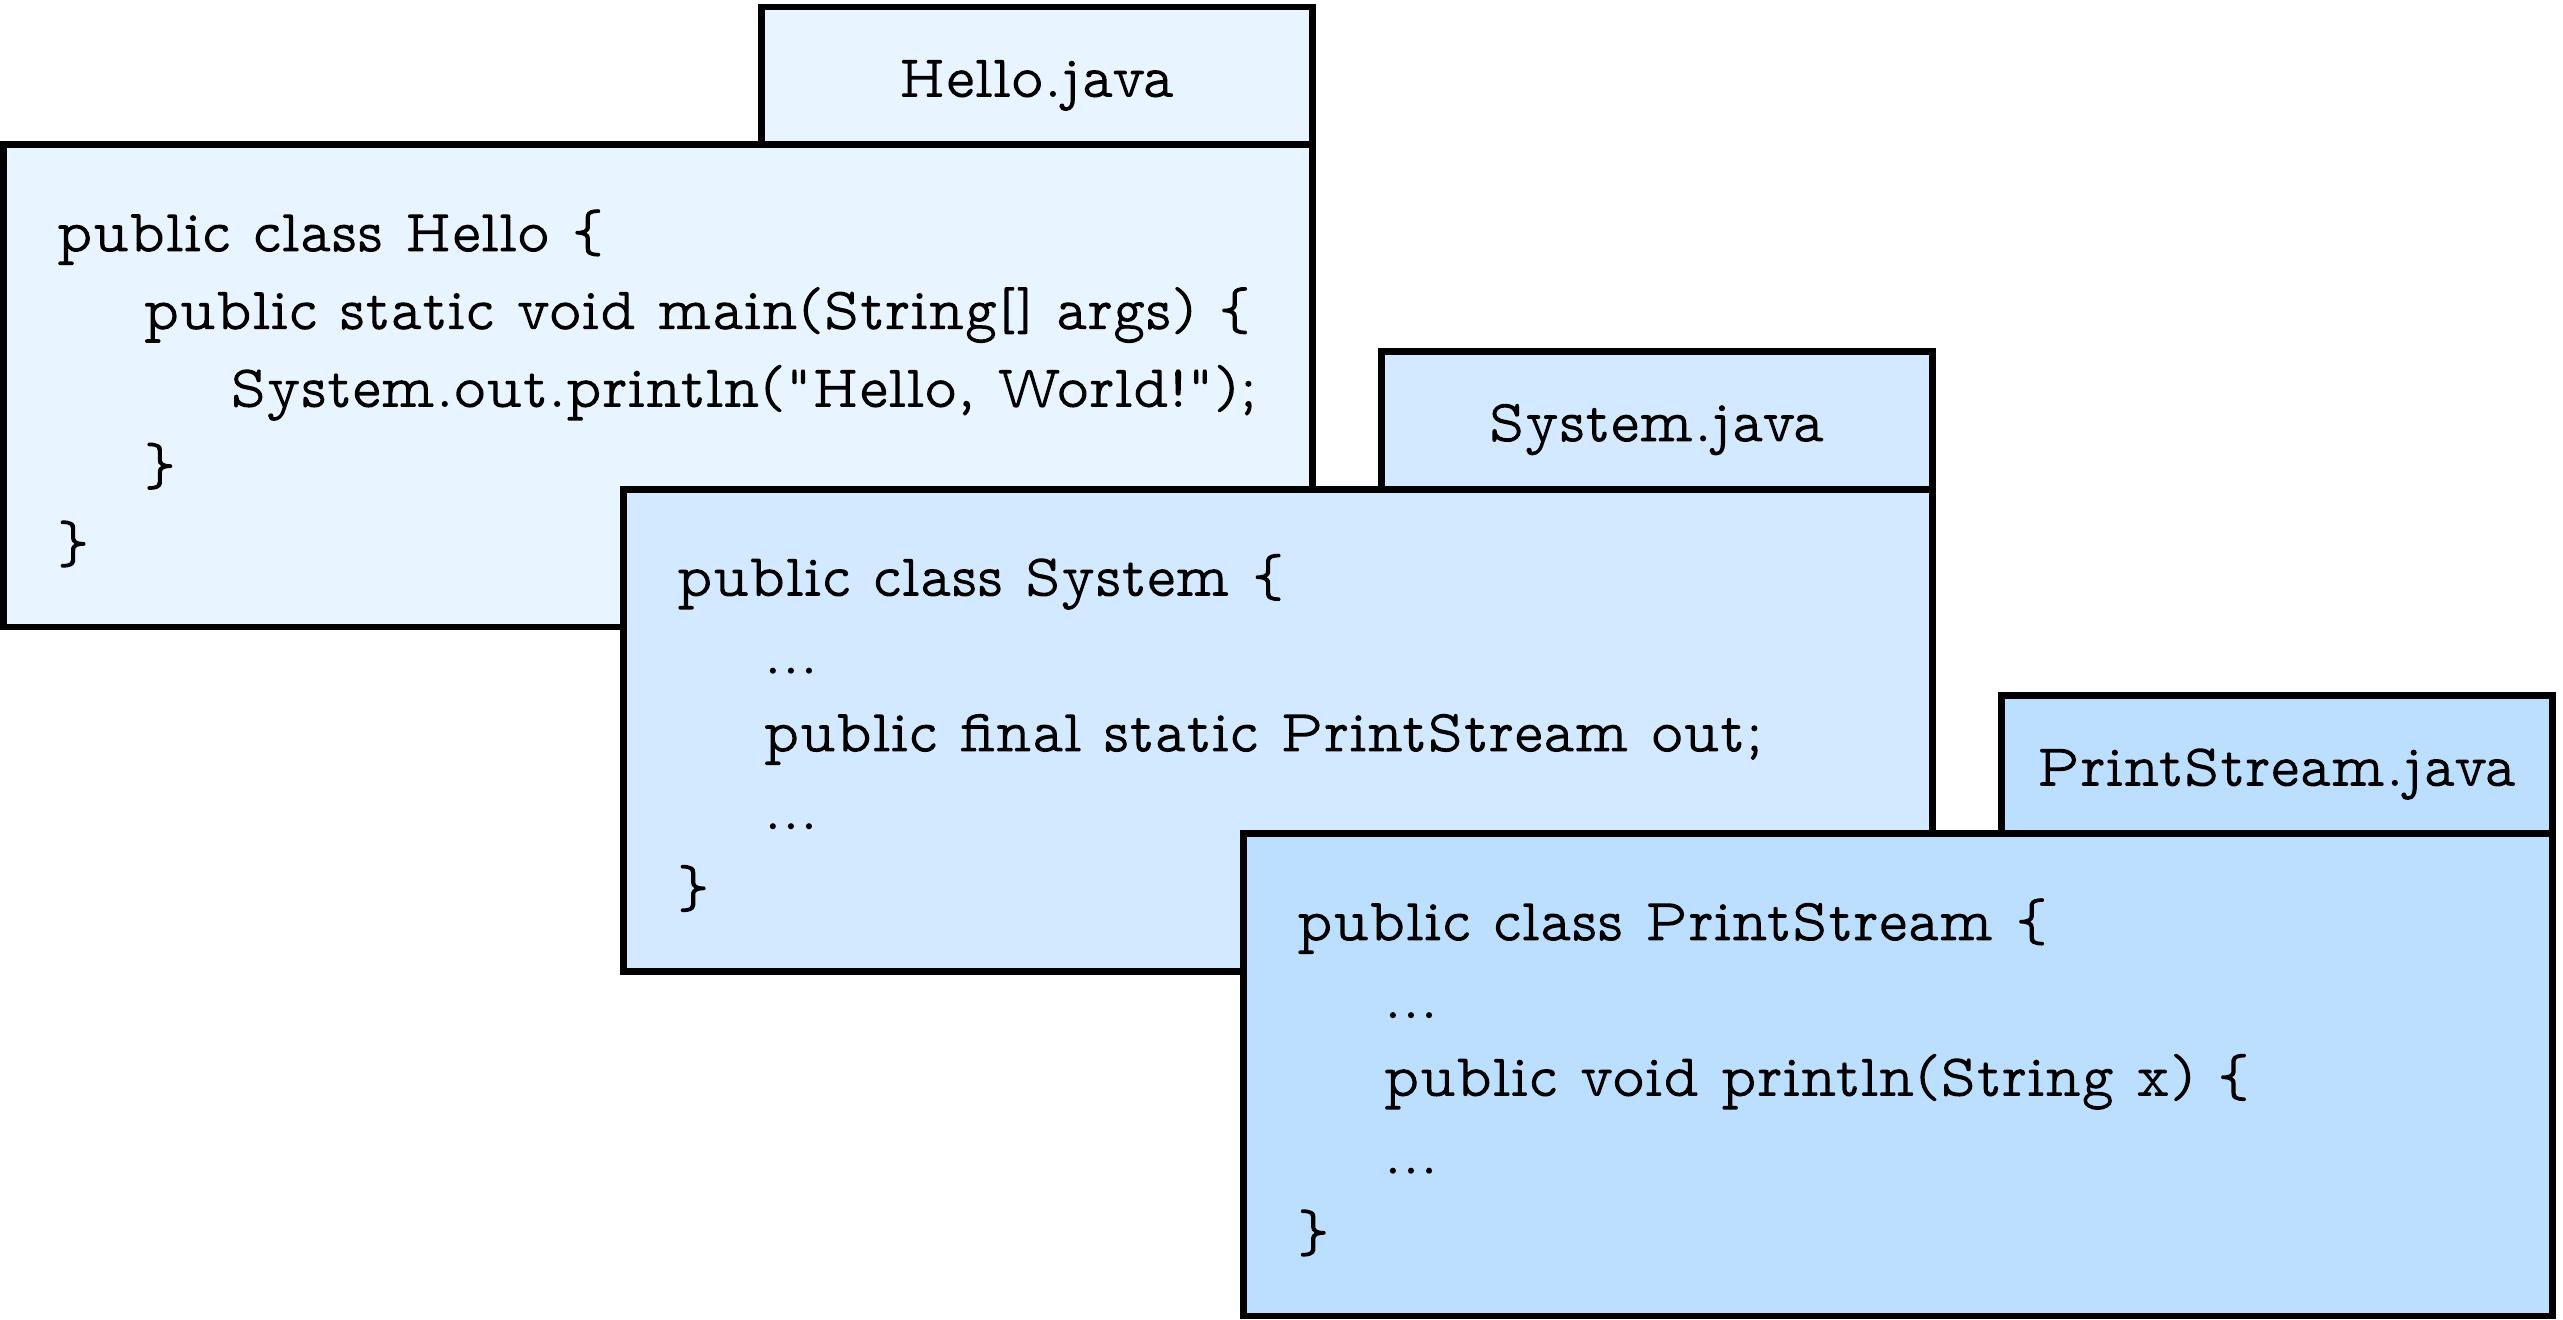 Hello.java
public class Hello {
   public static void main(String[] args) {
      System.out.println("Hello, World!");
   }
}
System.java
public class System {
   ...
   public final static PrintStream out;
   ...
}
PrintStream.java
public class PrintStream {
   ...
   public void println(String x) {
   ...
}